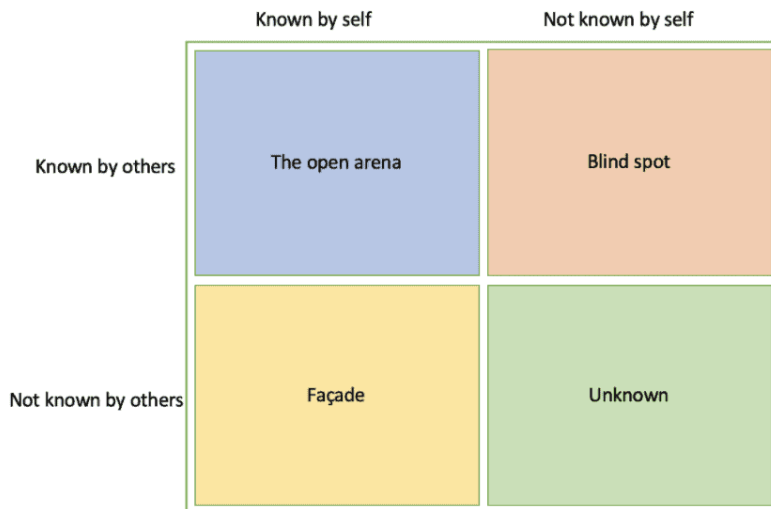 Known by self
Not known by self
Known by others
The open arena
Blind spot
Not known by others
Façade
Unknown